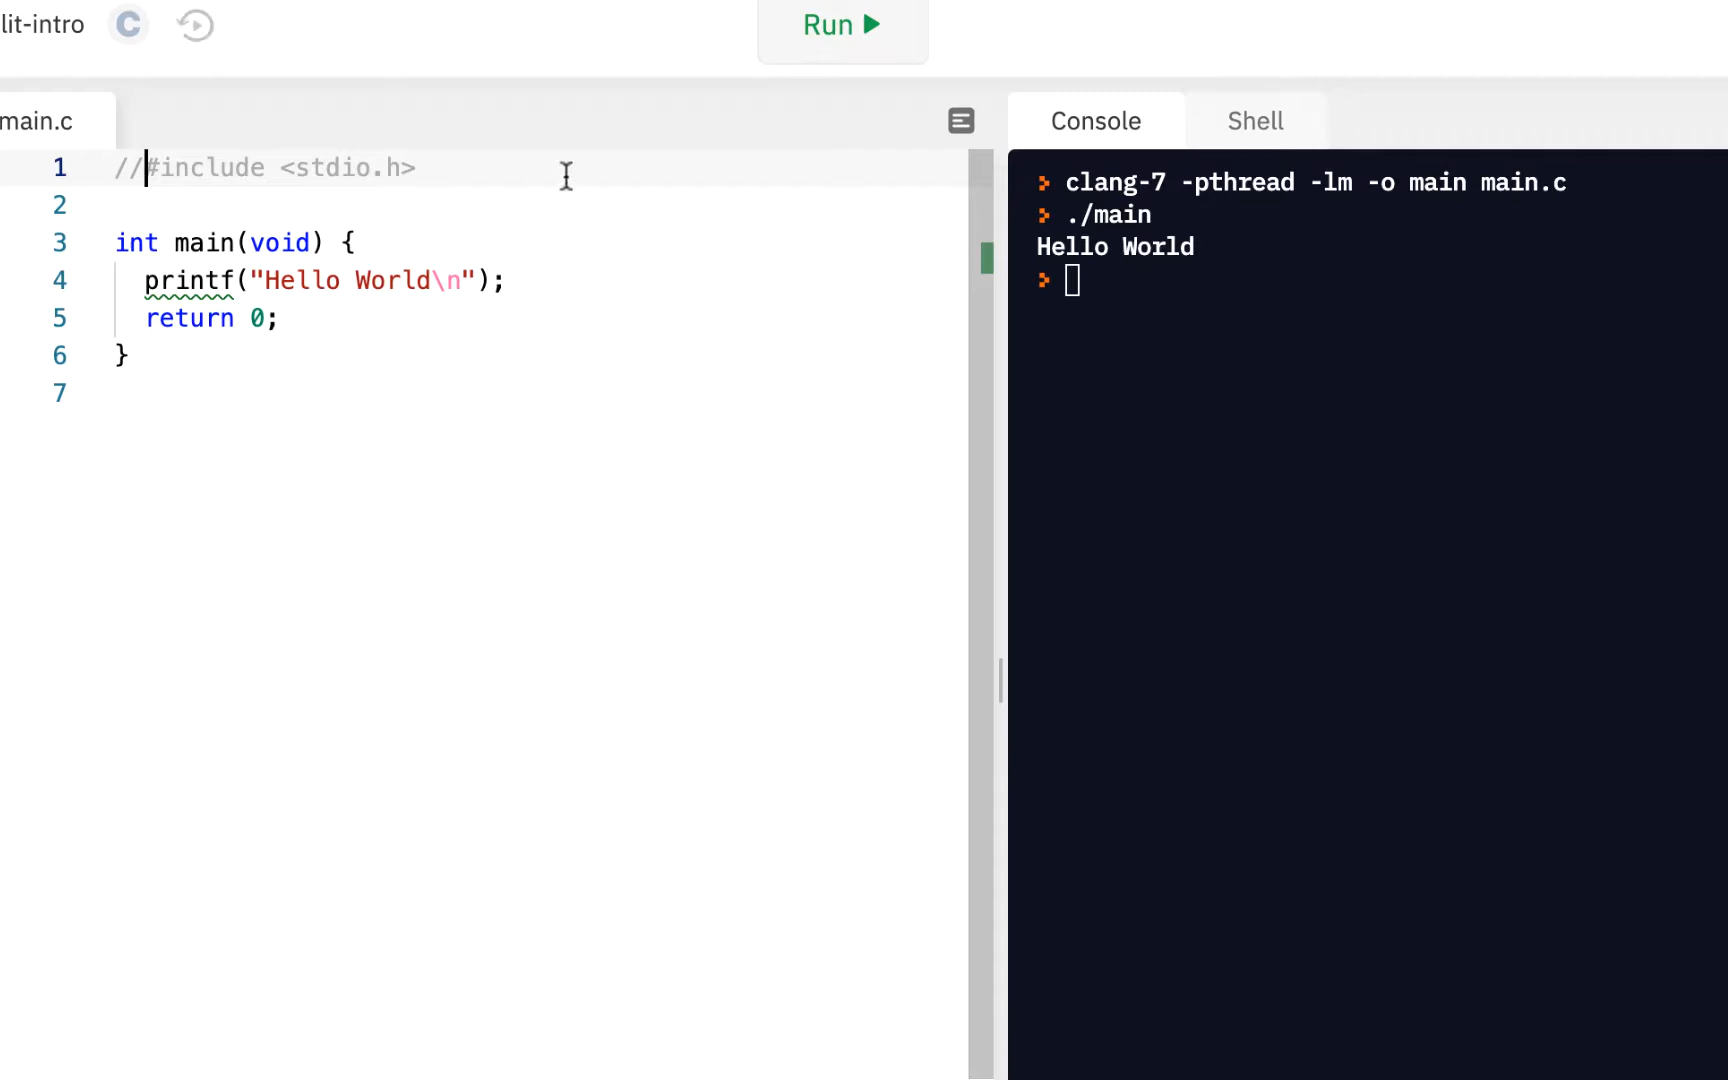 lit-intro C Run
main.c Console Shell
1 //#include <stdio.h>
2
3 int main(void) {
4 printf("Hello World\n");
5 return 0;
6 }
7
clang-7 -pthread -lm -o main main.c
./main
Hello World